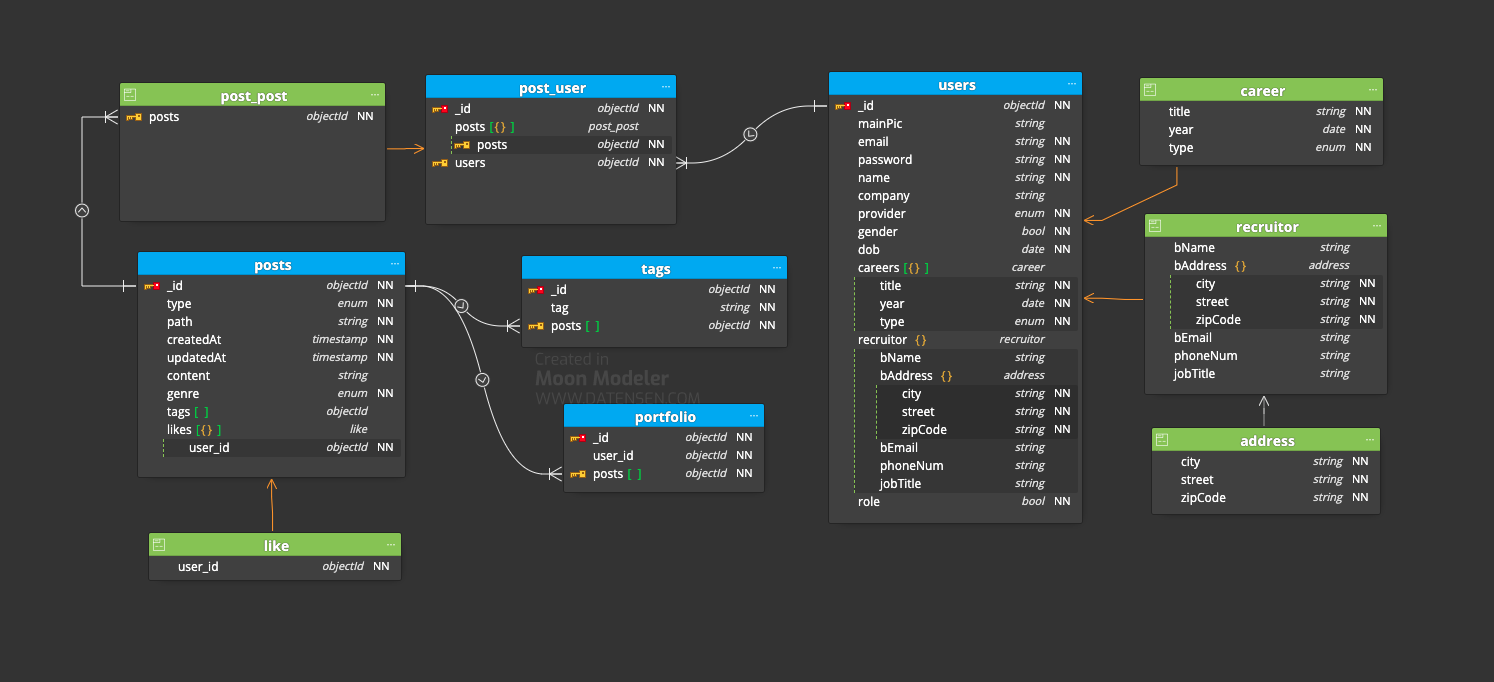 post_post ...
posts objectId NN
post_user ...
_id objectId NN
posts [{} ] post_post
posts objectId NN
users objectId NN
users ...
_id objectId NN
mainPic string
email string NN
password string NN
name string NN
company string
provider enum NN
gender bool NN
dob date NN
careers [{} ] career
title string NN
year date NN
type enum NN
recruitor {} recruitor
bName string
bAddress {} address
city string NN
street string NN
zipCode string NN
bEmail string
phoneNum string
jobTitle string
role bool NN
career ...
title string NN
year date NN
type enum NN
recruitor ...
bName string
bAddress {} address
city string NN
street string NN
zipCode string NN
bEmail string
phoneNum string
jobTitle string
address ...
city string NN
street string NN
zipCode string NN
posts ...
_id objectId NN
type enum NN
path string NN
createdAt timestamp NN
updatedAt timestamp NN
content string
genre enum NN
tags [ ] objectId
likes [{} ] like
user_id objectId NN
tags ...
_id objectId NN
tag string NN
posts [ ] objectId NN
Created in
Moon Modeler
WWW.DATENSEN.COM
portfolio ...
_id objectId NN
user_id objectId NN
posts [ ] objectId NN
like ...
user_id objectId NN